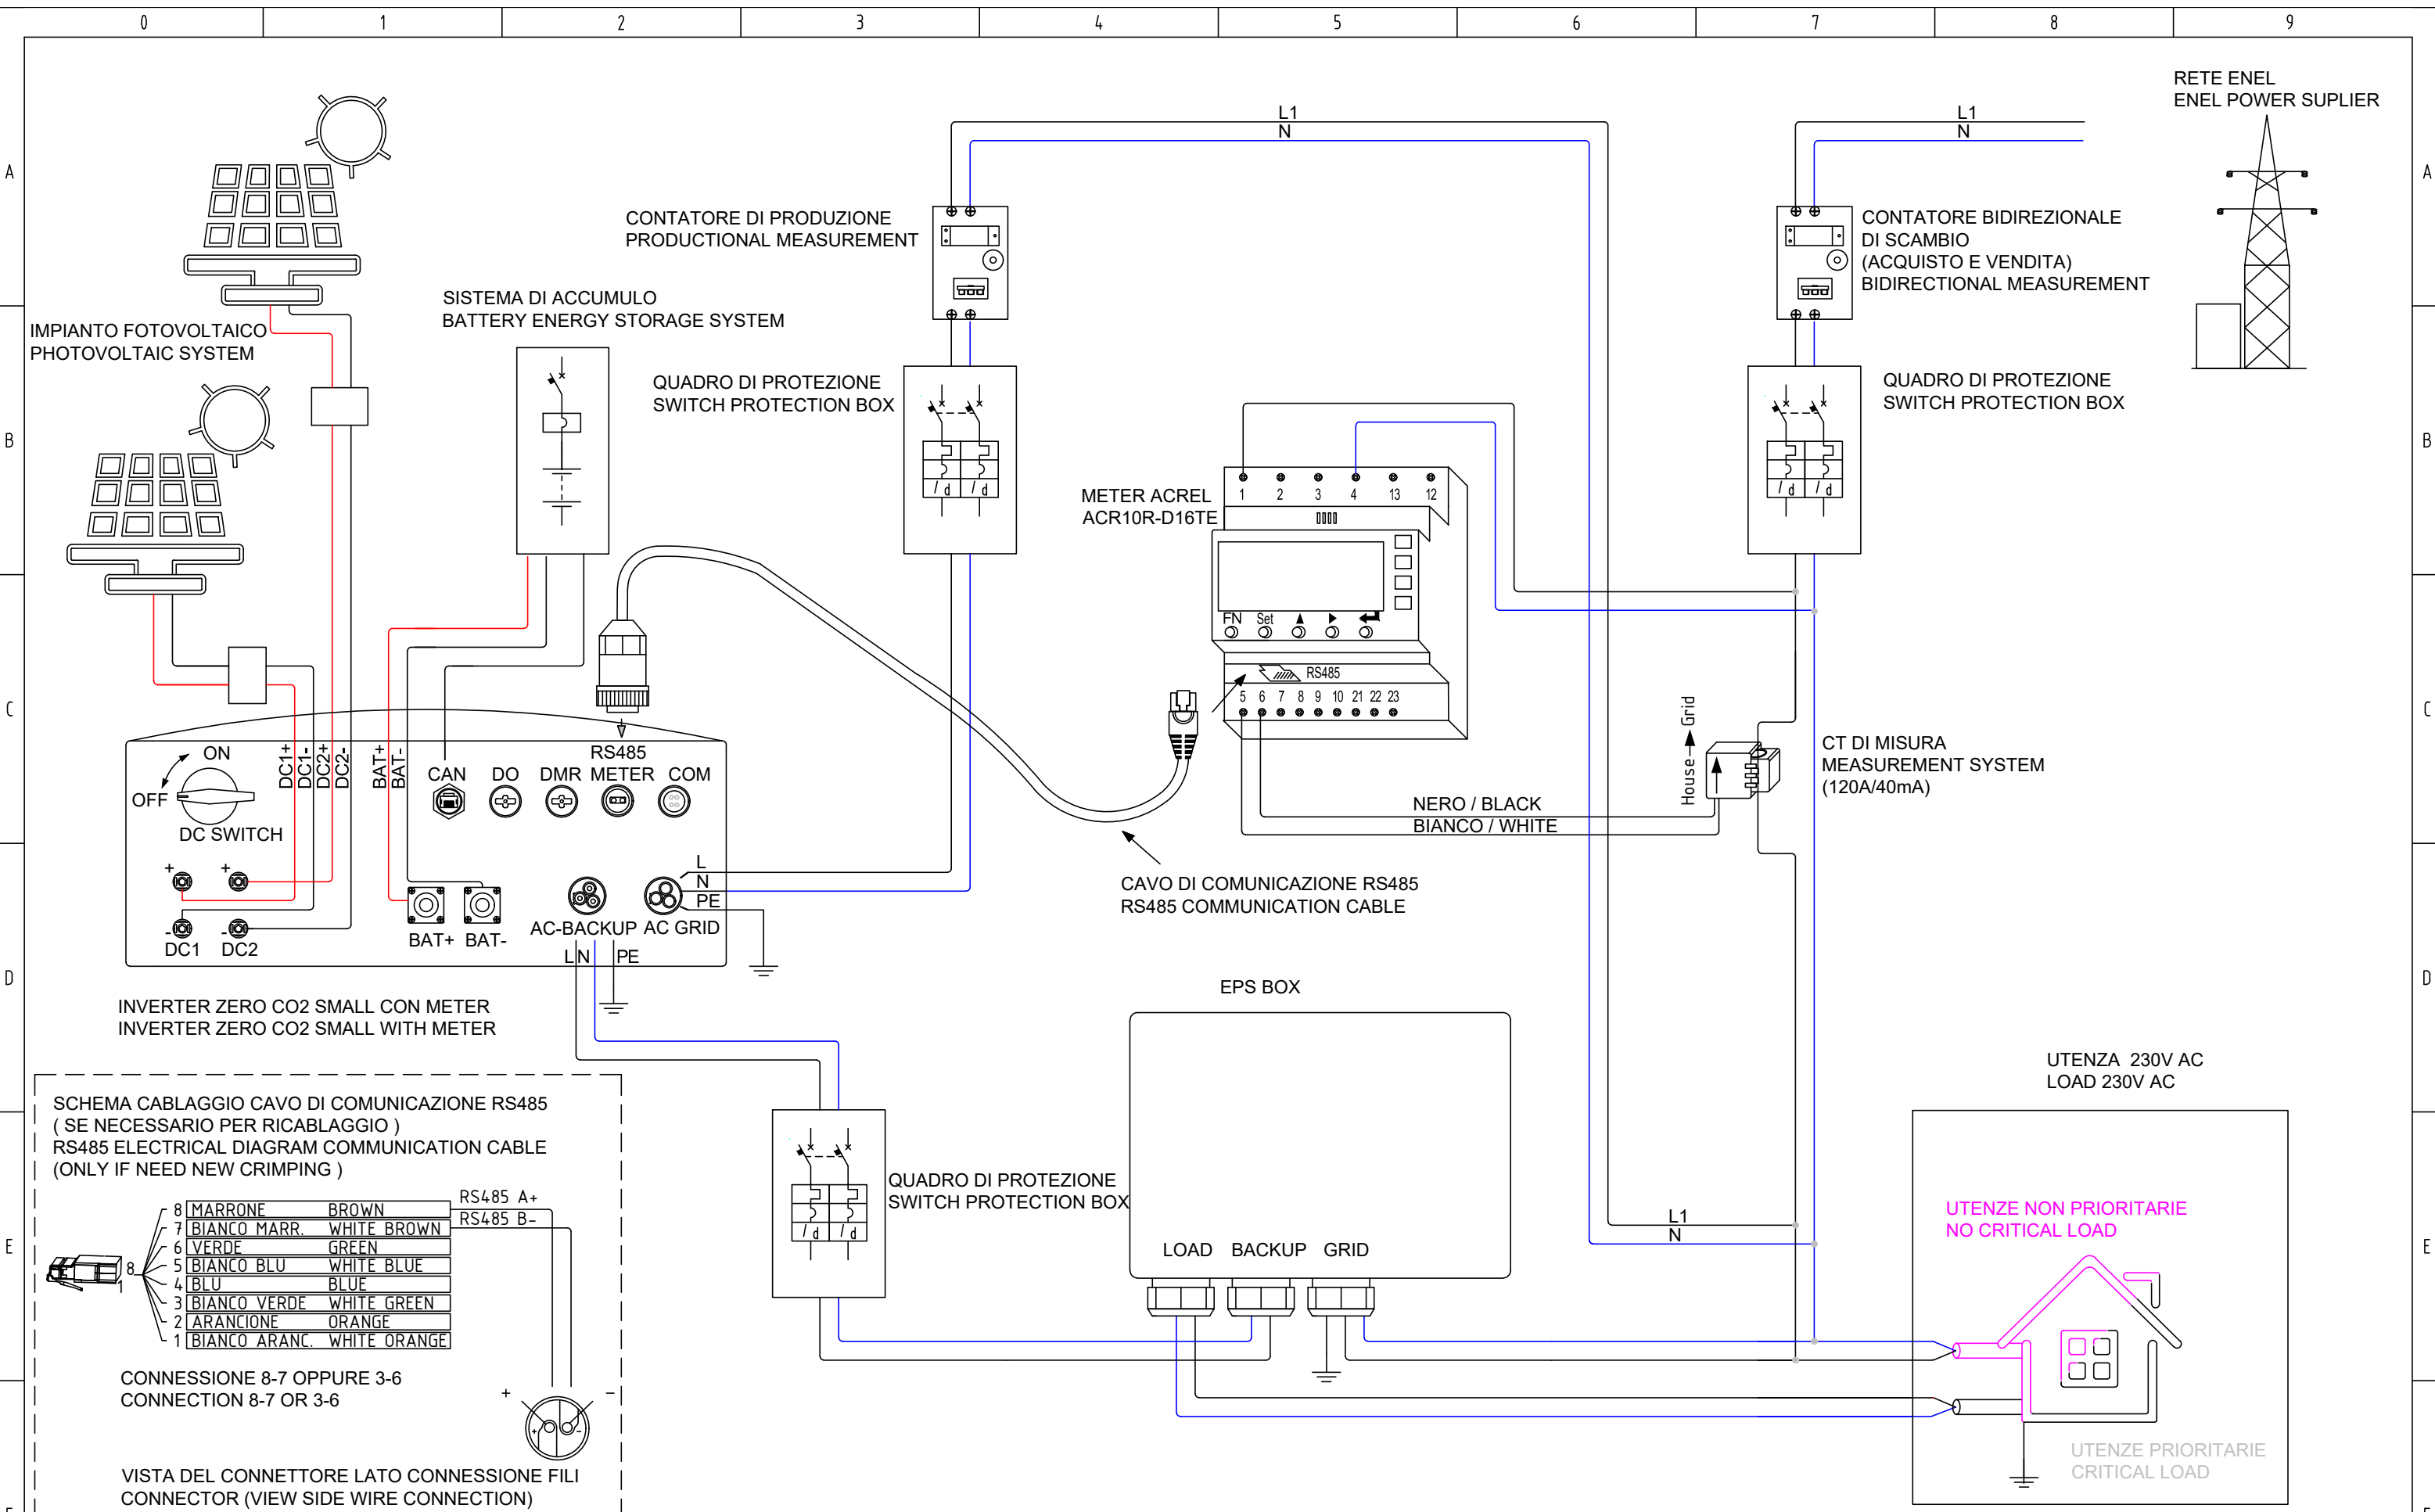 0 1 2 3 4 5 6 7 8 9
A
B
C
D
E
A
B
C
D
E
RETE ENEL
ENEL POWER SUPLIER
L1
N
L1
N
CONTATORE DI PRODUZIONE
PRODUCTIONAL MEASUREMENT
CONTATORE BIDIREZIONALE
DI SCAMBIO
(ACQUISTO E VENDITA)
BIDIRECTIONAL MEASUREMENT
SISTEMA DI ACCUMULO
BATTERY ENERGY STORAGE SYSTEM
IMPIANTO FOTOVOLTAICO
PHOTOVOLTAIC SYSTEM
QUADRO DI PROTEZIONE
SWITCH PROTECTION BOX
I d I d
QUADRO DI PROTEZIONE
SWITCH PROTECTION BOX
I d I d
METER ACREL
ACR10R-D16TE
1 2 3 4 13 12
FN Set
RS485
5 6 7 8 9 10 21 22 23
House Grid
CT DI MISURA
MEASUREMENT SYSTEM
(120A/40mA)
NERO / BLACK
BIANCO / WHITE
CAVO DI COMUNICAZIONE RS485
RS485 COMMUNICATION CABLE
ON
OFF
DC SWITCH
DC1+
DC1-
DC2+
DC2-
BAT+
BAT-
CAN DO DMR RS485 METER COM
+ +
- -
DC1 DC2
BAT+ BAT-
AC-BACKUP AC GRID
L
N
PE
L N PE
INVERTER ZERO CO2 SMALL CON METER
INVERTER ZERO CO2 SMALL WITH METER
EPS BOX
LOAD BACKUP GRID
QUADRO DI PROTEZIONE
SWITCH PROTECTION BOX
I d I d
L1
N
UTENZA 230V AC
LOAD 230V AC
UTENZE NON PRIORITARIE
NO CRITICAL LOAD
UTENZE PRIORITARIE
CRITICAL LOAD
SCHEMA CABLAGGIO CAVO DI COMUNICAZIONE RS485
( SE NECESSARIO PER RICABLAGGIO )
RS485 ELECTRICAL DIAGRAM COMMUNICATION CABLE
(ONLY IF NEED NEW CRIMPING )
RS485 A+
RS485 B-
8 MARRONE BROWN
7 BIANCO MARR. WHITE BROWN
6 VERDE GREEN
5 BIANCO BLU WHITE BLUE
4 BLU BLUE
3 BIANCO VERDE WHITE GREEN
2 ARANCIONE ORANGE
1 BIANCO ARANC. WHITE ORANGE
8
1
CONNESSIONE 8-7 OPPURE 3-6
CONNECTION 8-7 OR 3-6
+ -
+ -
VISTA DEL CONNETTORE LATO CONNESSIONE FILI
CONNECTOR (VIEW SIDE WIRE CONNECTION)